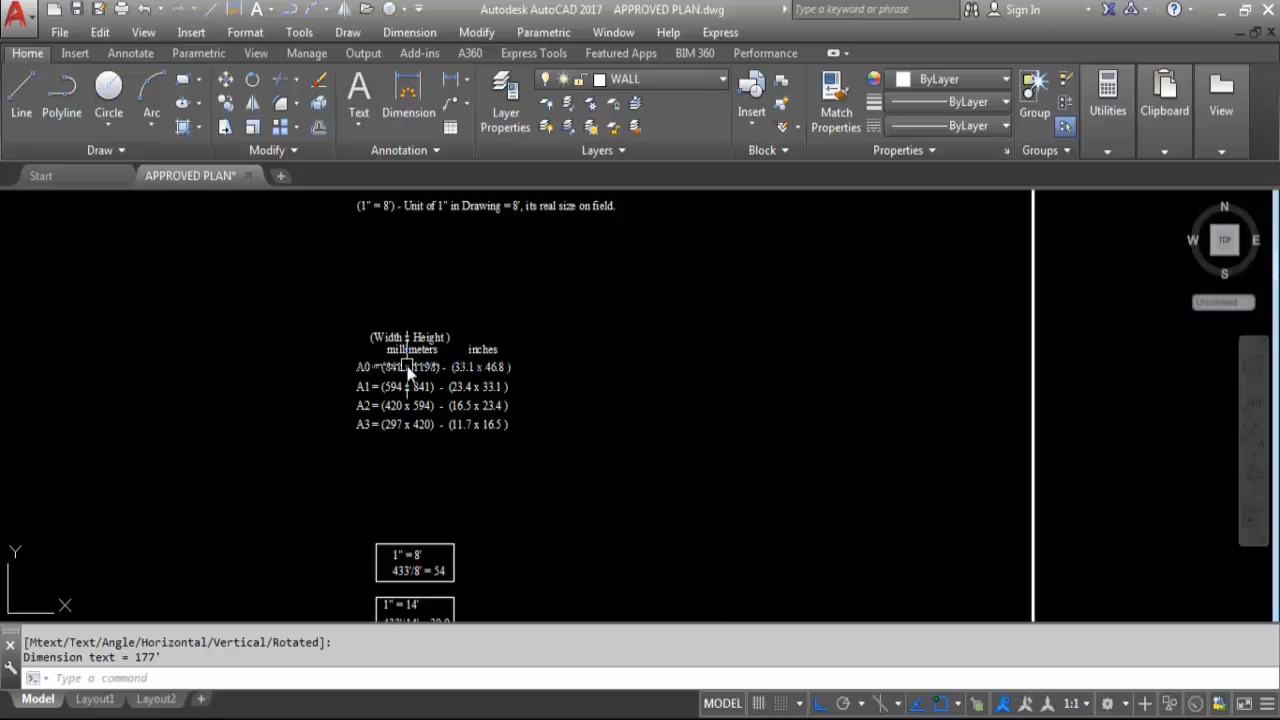 Autodesk AutoCAD 2017 APPROVED PLAN.dwg
Type a keyword or phrase
Sign In
File Edit View Insert Format Tools Draw Dimension Modify Parametric Window Help Express
Home Insert Annotate Parametric View Manage Output Add-ins A360 Express Tools Featured Apps BIM 360 Performance
Line Polyline Circle Arc
Text Dimension
Layer Properties
WALL
Insert
Match Properties
ByLayer
ByLayer
ByLayer
Group
Utilities
Clipboard
View
Draw Modify Annotation Layers Block Properties Groups
Start APPROVED PLAN*
(1" = 8') - Unit of 1" in Drawing = 8', its real size on field.
N
W TOP E
S
Unnamed
(Width x Height )
millimeters inches
A0 = - (33.1 x 46.8 )
A1 = (594 x 841) - (23.4 x 33.1 )
A2 = (420 x 594) - (16.5 x 23.4 )
A3 = (297 x 420) - (11.7 x 16.5 )
1" = 8'
433'/8' = 54
1" = 14'
Y
X
[Mtext/Text/Angle/Horizontal/Vertical/Rotated]:
Dimension text = 177'
Type a command
Model Layout1 Layout2
MODEL 1:1